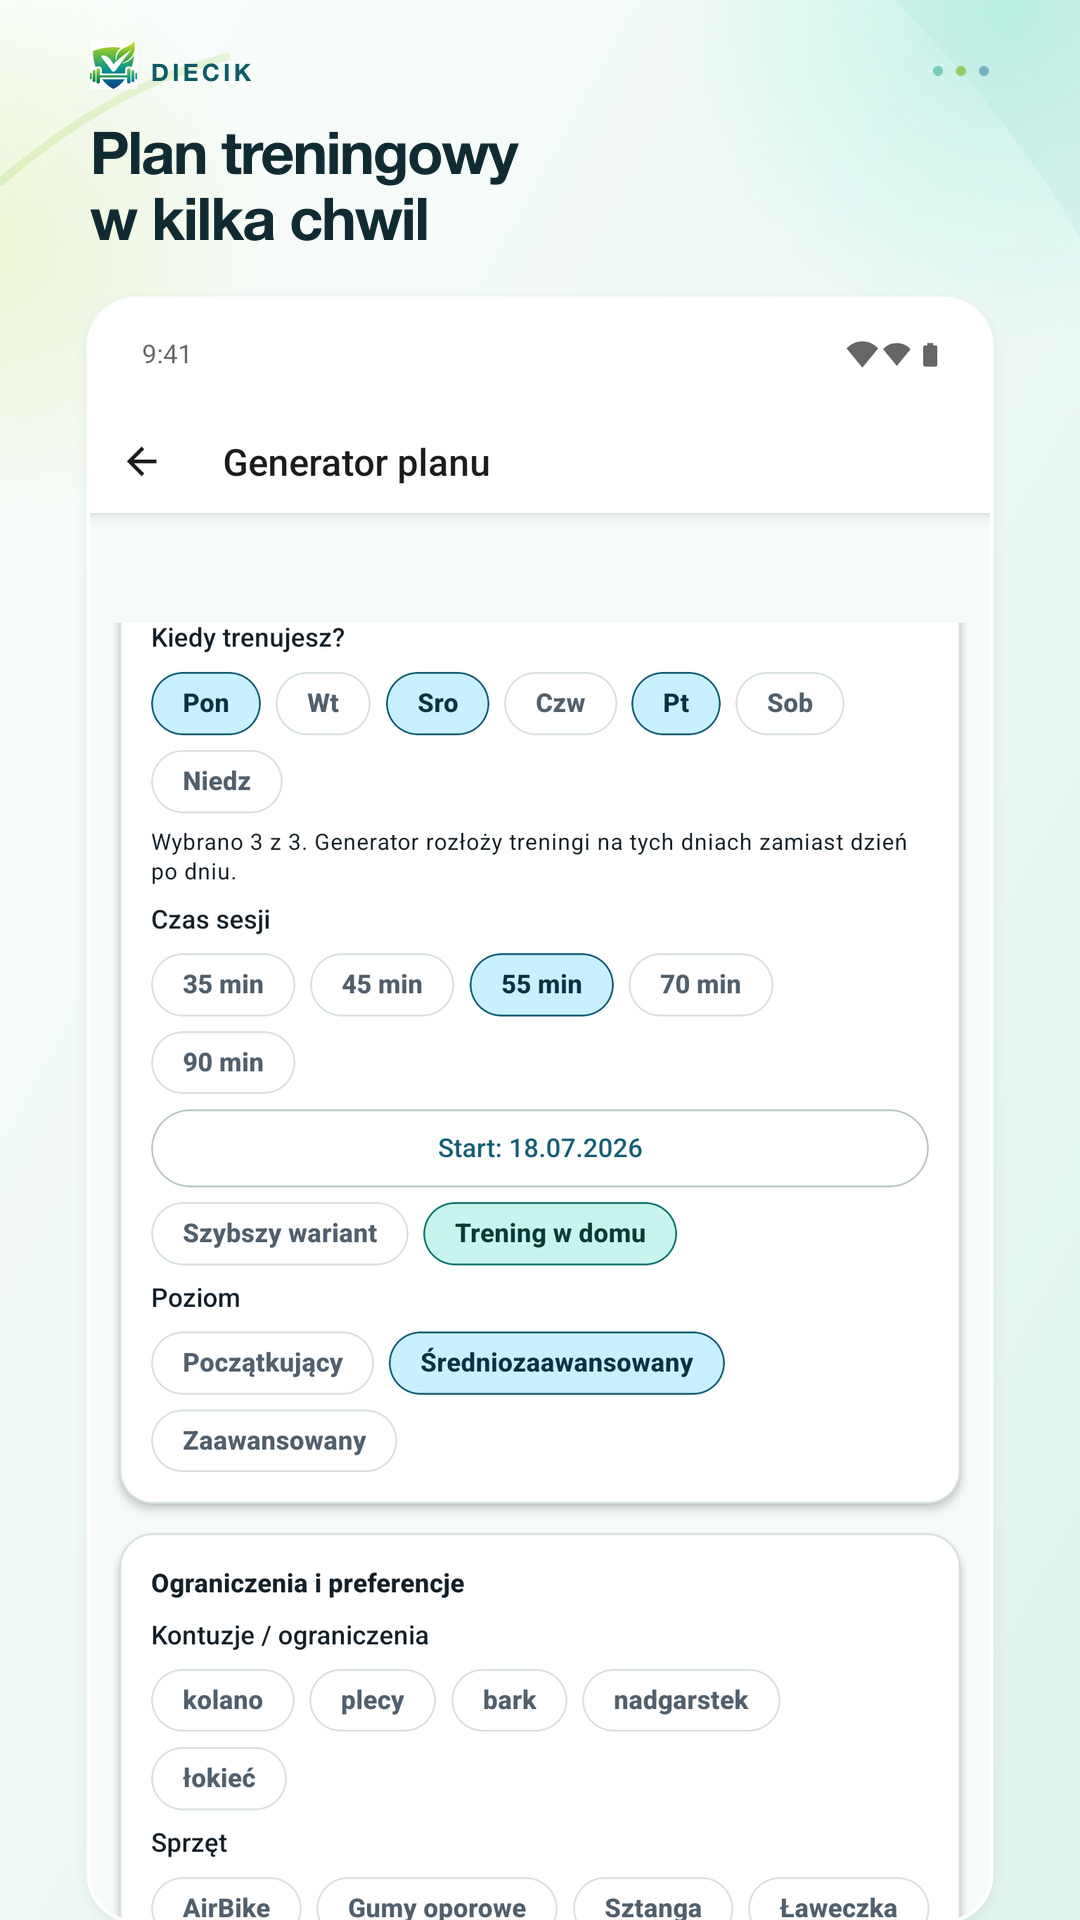 DIECIK
Plan treningowy
w kilka chwil
9:41
Generator planu
Kiedy trenujesz?
Pon Wt Sro Czw Pt Sob
Niedz
Wybrano 3 z 3. Generator rozłoży treningi na tych dniach zamiast dzień
po dniu.
Czas sesji
35 min 45 min 55 min 70 min
90 min
Start: 18.07.2026
Szybszy wariant Trening w domu
Poziom
Początkujący Średniozaawansowany
Zaawansowany
Ograniczenia i preferencje
Kontuzje / ograniczenia
kolano plecy bark nadgarstek
łokieć
Sprzęt
AirBike Gumy oporowe Sztanga Ławeczka